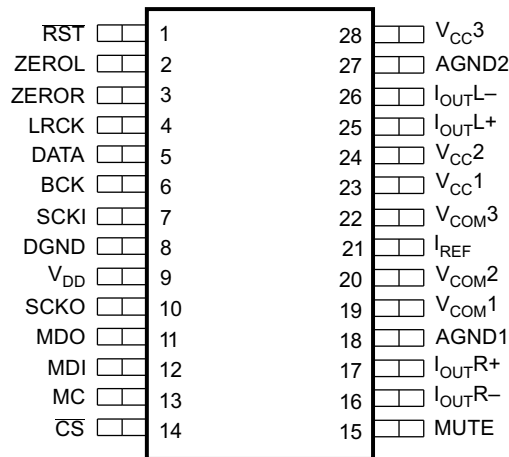 RST 1 28 VCC3
ZEROL 2 27 AGND2
ZEROR 3 26 IOUTL–
LRCK 4 25 IOUTL+
DATA 5 24 VCC2
BCK 6 23 VCC1
SCKI 7 22 VCOM3
DGND 8 21 IREF
VDD 9 20 VCOM2
SCKO 10 19 VCOM1
MDO 11 18 AGND1
MDI 12 17 IOUTR+
MC 13 16 IOUTR–
CS 14 15 MUTE